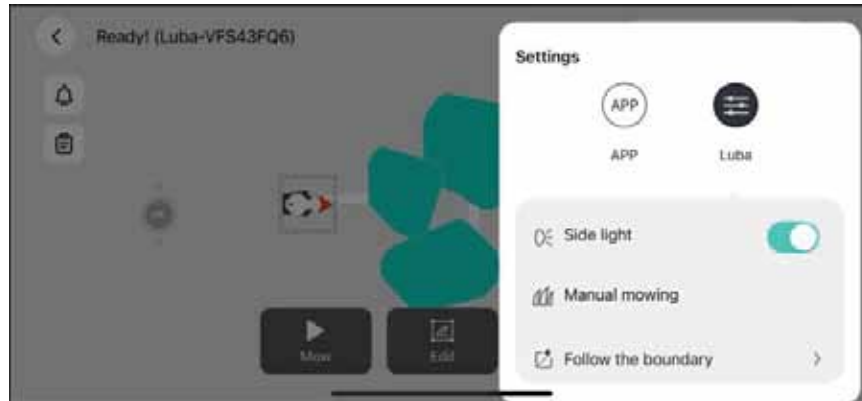 Ready! (Luba-VFS43FQ6)
Settings
APP
APP
Luba
Side light
Manual mowing
Follow the boundary
Mow
Edit